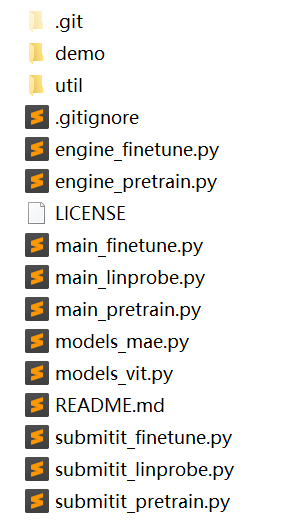 .git
demo
util
.gitignore
engine_finetune.py
engine_pretrain.py
LICENSE
main_finetune.py
main_linprobe.py
main_pretrain.py
models_mae.py
models_vit.py
README.md
submitit_finetune.py
submitit_linprobe.py
submitit_pretrain.py